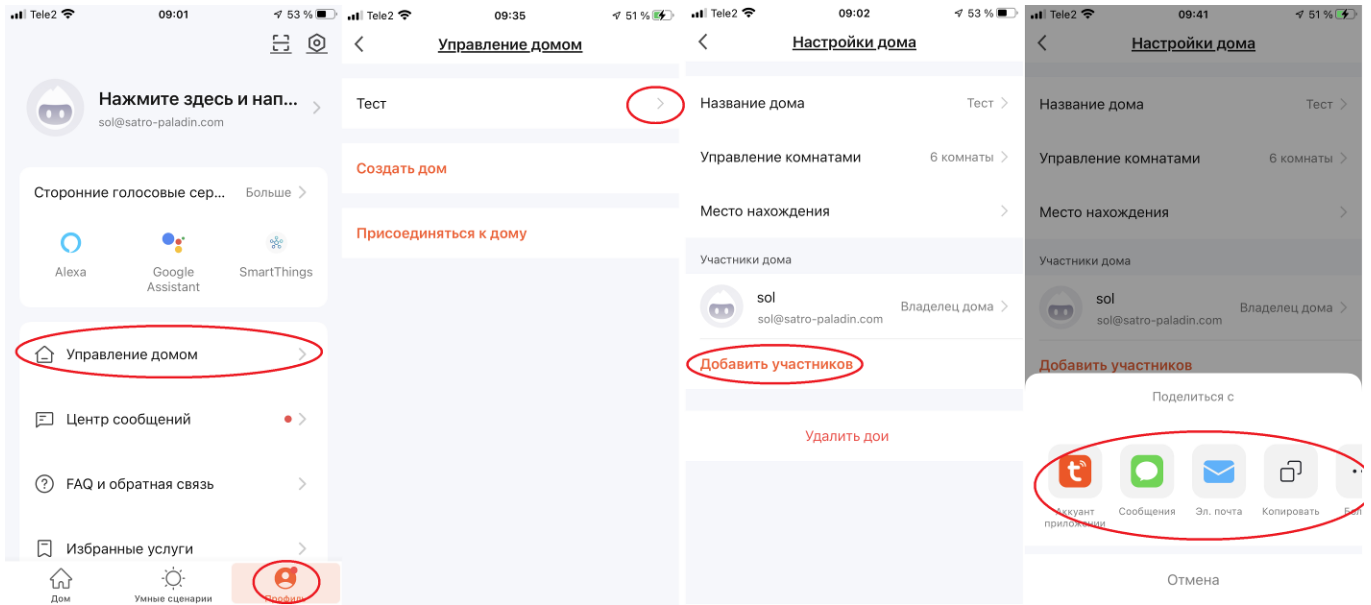 Tele2
09:01
53 %
Нажмите здесь и нап...
sol@satro-paladin.com
Сторонние голосовые сер...
Больше
Alexa
Google
Assistant
SmartThings
Управление домом
Центр сообщений
FAQ и обратная связь
Избранные услуги
Дом
Умные сценарии
Профиль
Tele2
09:35
51 %
Управление домом
Тест
Создать дом
Присоединяться к дому
Tele2
09:02
53 %
Настройки дома
Название дома
Тест
Управление комнатами
6 комнаты
Место нахождения
Участники дома
sol
Владелец дома
sol@satro-paladin.com
Добавить участников
Удалить дои
Tele2
09:41
51 %
Настройки дома
Название дома
Тест
Управление комнатами
6 комнаты
Место нахождения
Участники дома
sol
Владелец дома
sol@satro-paladin.com
Добавить участников
Поделиться с
Аккуант
приложении
Сообщения
Эл. почта
Копировать
Отмена